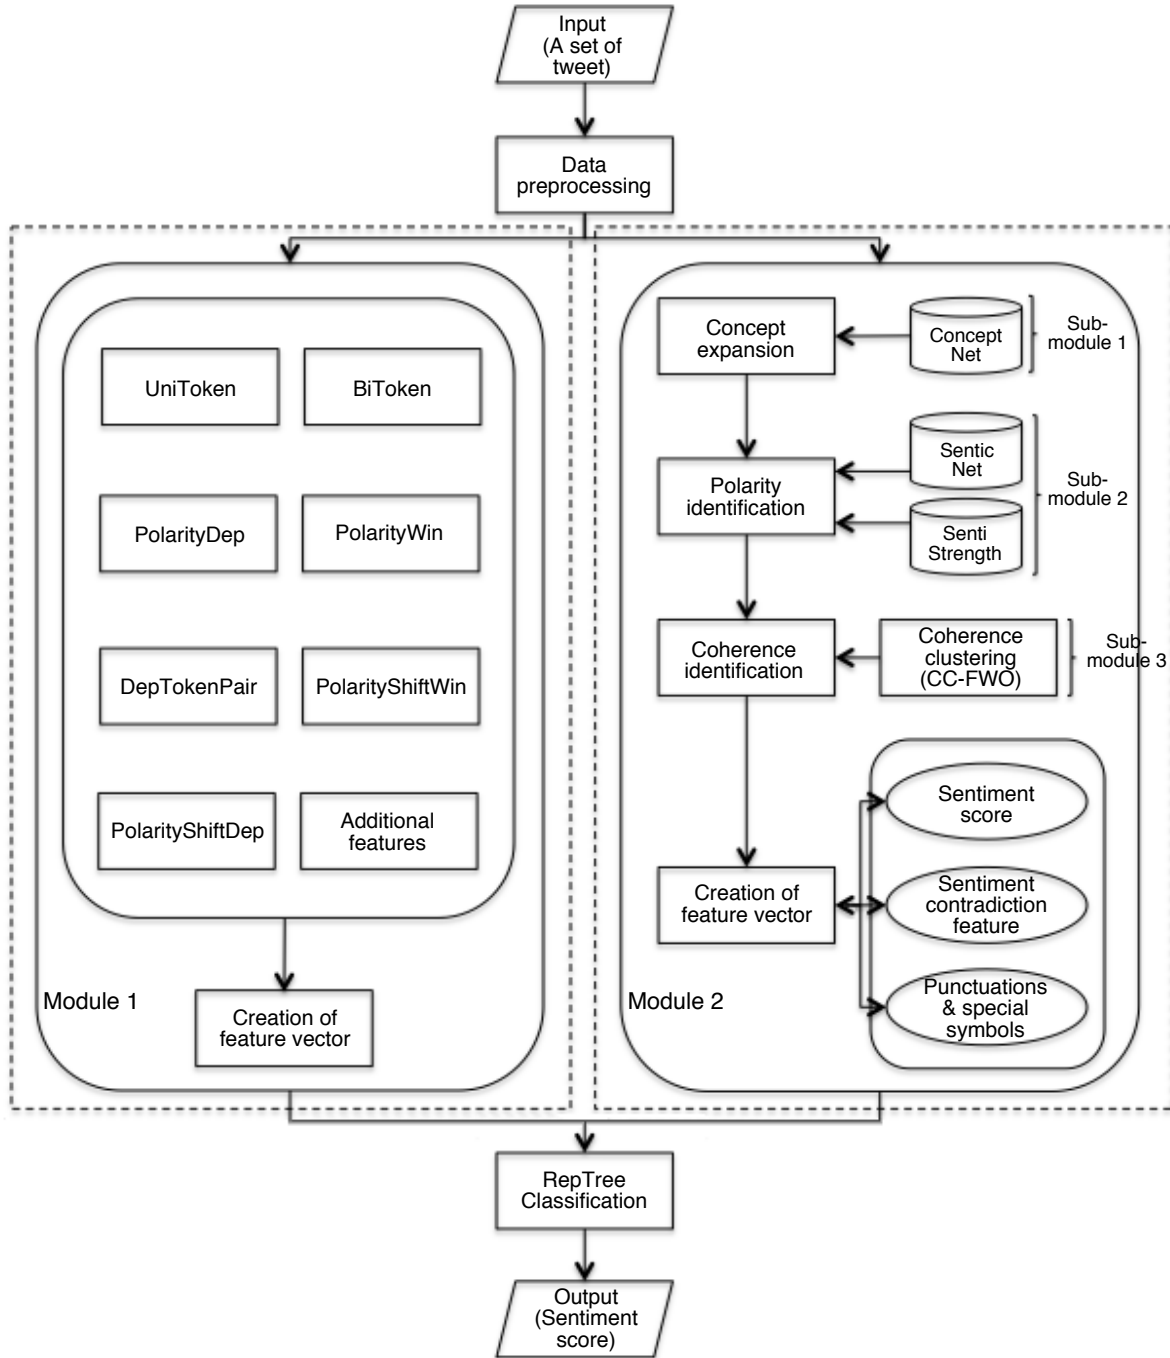 Input
(A set of
tweet)
Data
preprocessing
UniToken
BiToken
PolarityDep
PolarityWin
DepTokenPair
PolarityShiftWin
PolarityShiftDep
Additional
features
Module 1
Creation of
feature vector
Concept
expansion
Concept
Net
Sub-
module 1
Polarity
identification
Sentic
Net
Senti
Strength
Sub-
module 2
Coherence
identification
Coherence
clustering
(CC-FWO)
Sub-
module 3
Creation of
feature vector
Sentiment
score
Sentiment
contradiction
feature
Punctuations
& special
symbols
Module 2
RepTree
Classification
Output
(Sentiment
score)